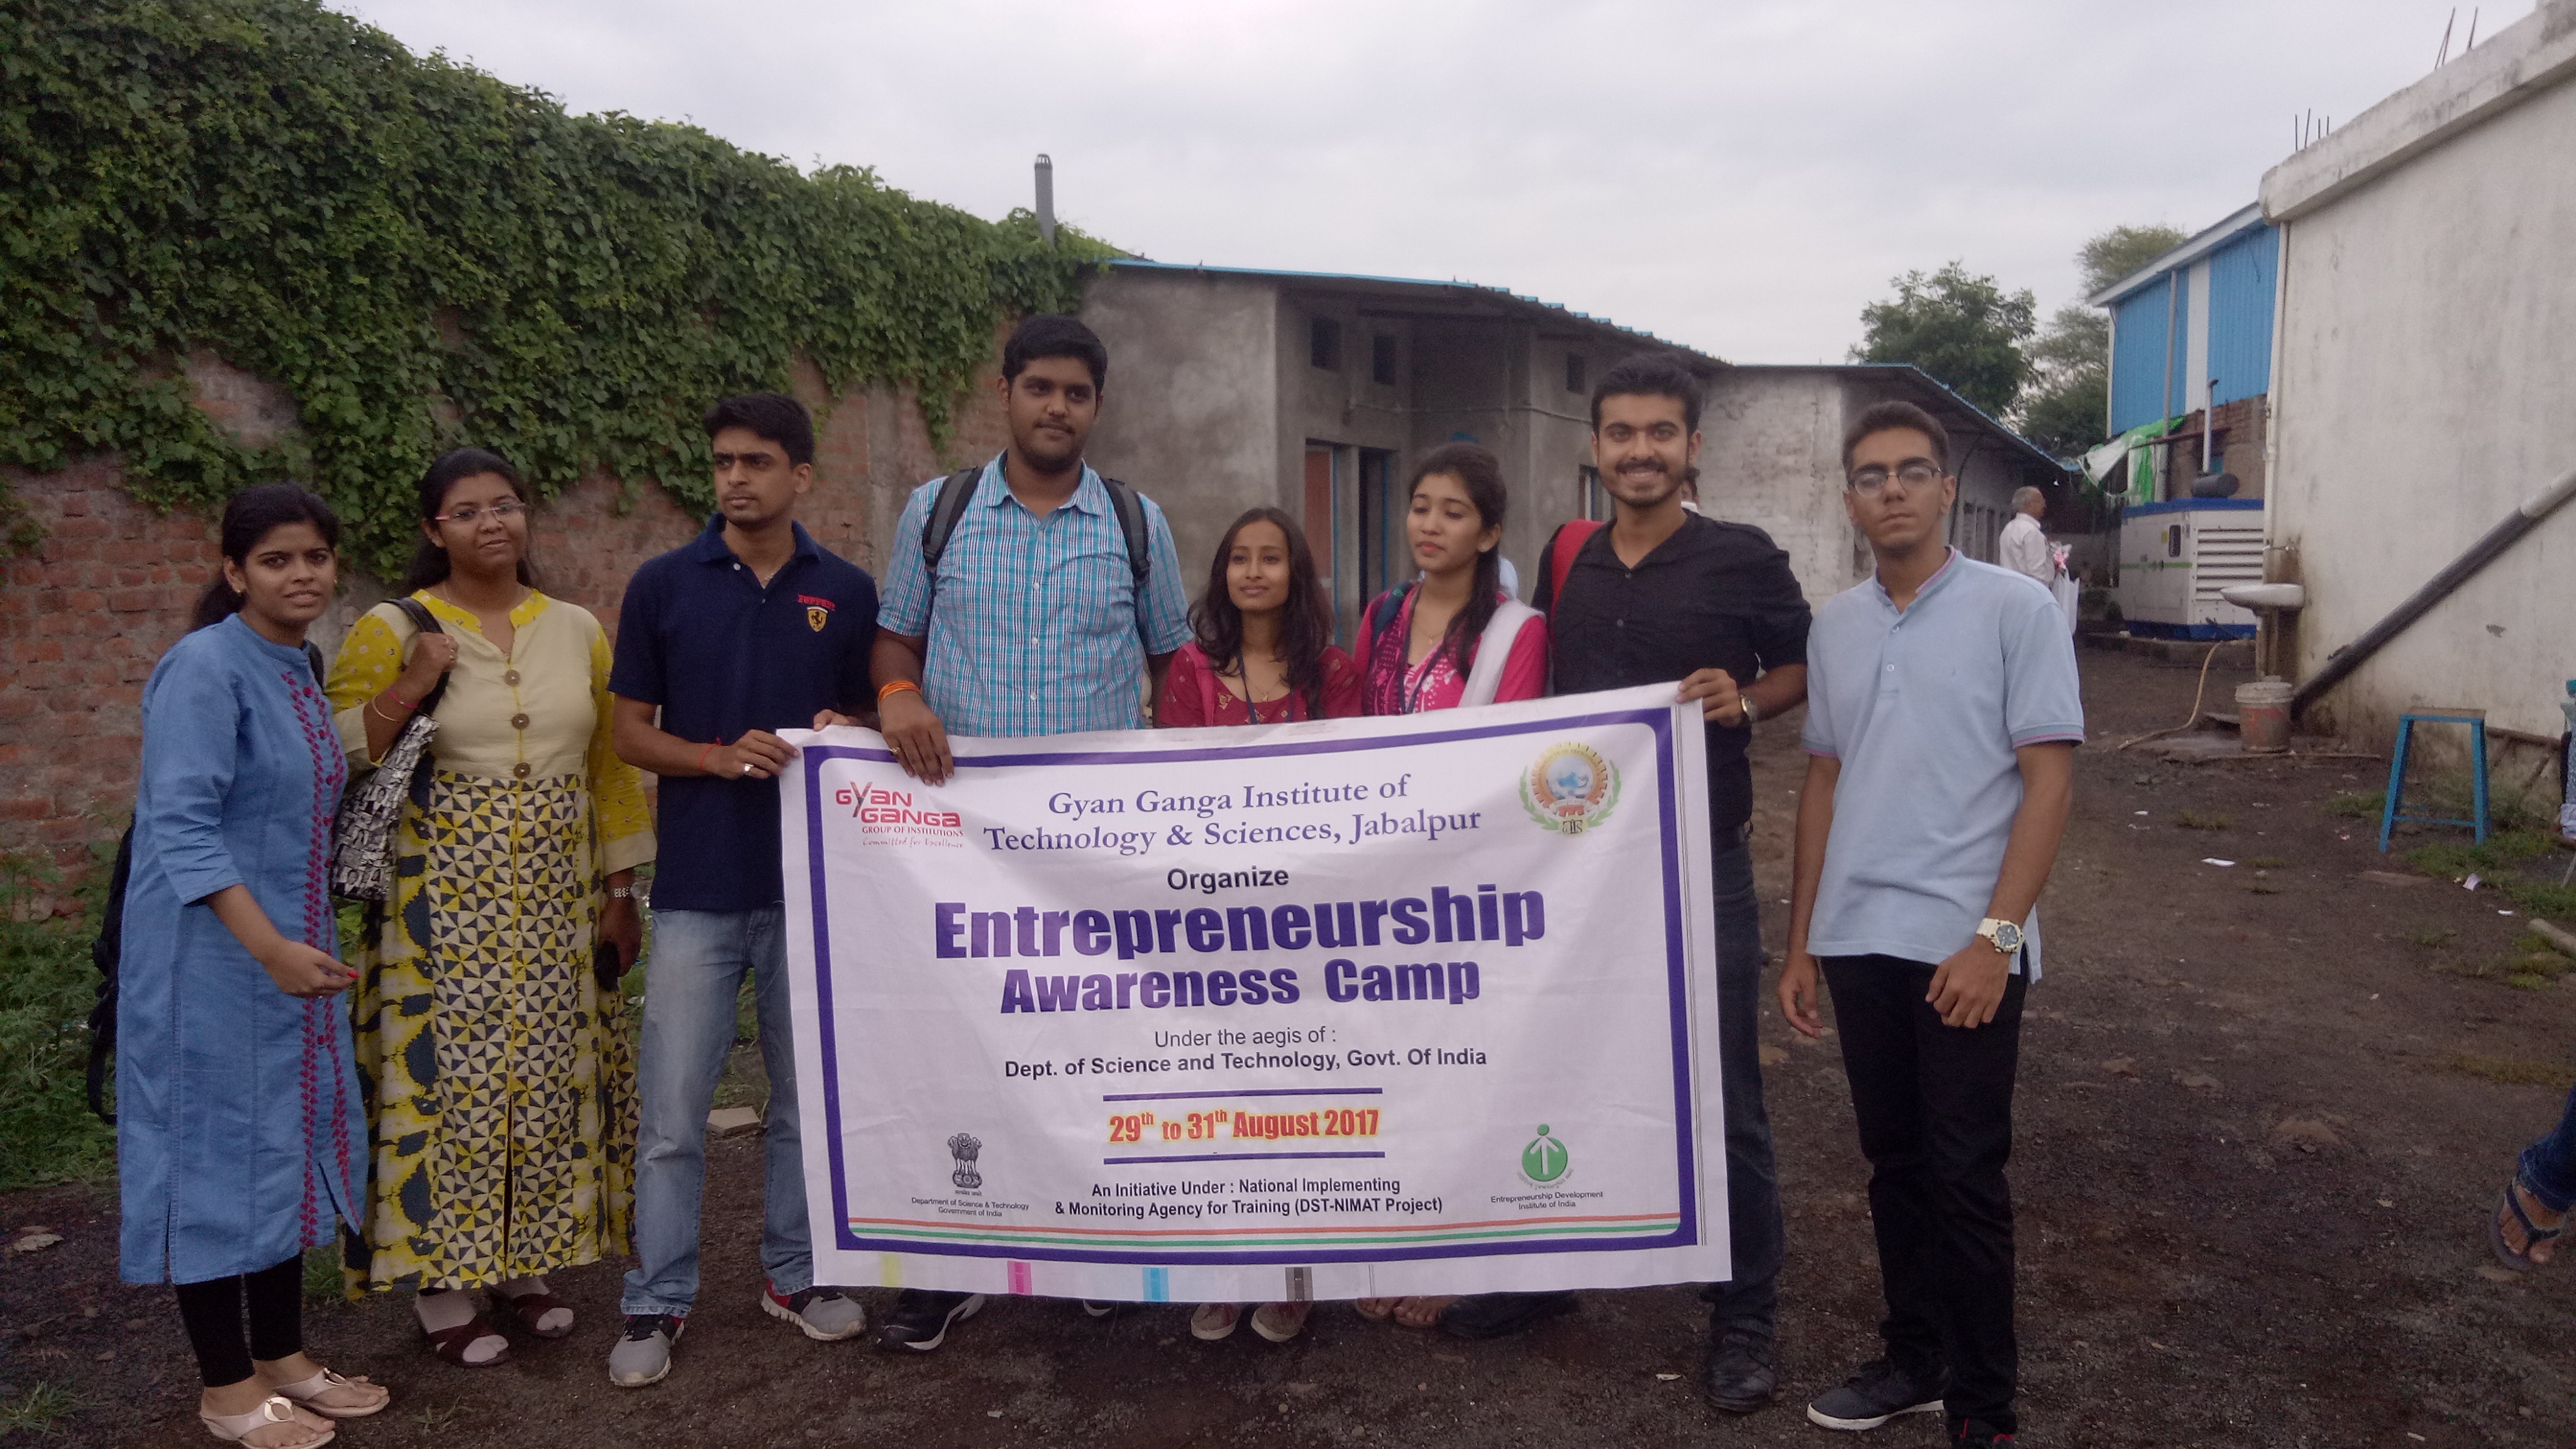 GYAN
GANGA
GROUP OF INSTITUTIONS
Committed for Excellence
Gyan Ganga Institute of
Technology & Sciences, Jabalpur
Organize
Entrepreneurship
Awareness Camp
Under the aegis of :
Dept. of Science and Technology, Govt. Of India
29th to 31th August 2017
An Initiative Under : National Implementing
& Monitoring Agency for Training (DST-NIMAT Project)
Department of Science & Technology
Government of India
Entrepreneurship Development
Institute of India